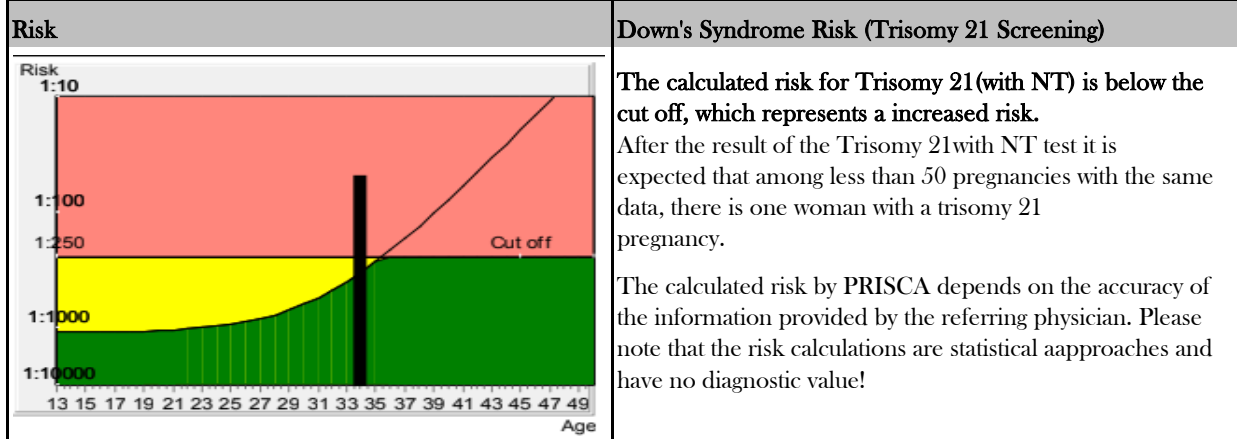 Risk
Down's Syndrome Risk (Trisomy 21 Screening)
Risk
1:10
1:100
1:250
Cut off
1:1000
1:10000
13 15 17 19 21 23 25 27 29 31 33 35 37 39 41 43 45 47 49
Age
The calculated risk for Trisomy 21(with NT) is below the
cut off, which represents a increased risk.
After the result of the Trisomy 21with NT test it is
expected that among less than 50 pregnancies with the same
data, there is one woman with a trisomy 21
pregnancy.
The calculated risk by PRISCA depends on the accuracy of
the information provided by the referring physician. Please
note that the risk calculations are statistical aapproaches and
have no diagnostic value!